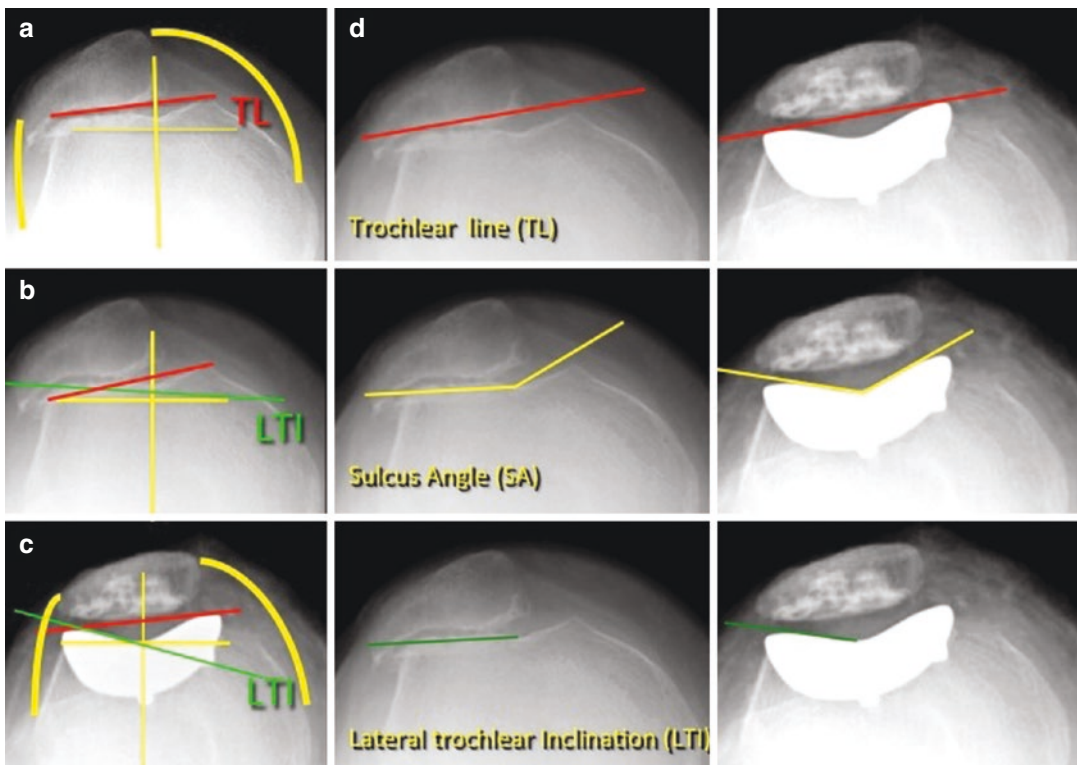 a
TL
d
Trochlear line (TL)
b
LTI
Sulcus Angle (SA)
c
LTI
Lateral trochlear Inclination (LTI)